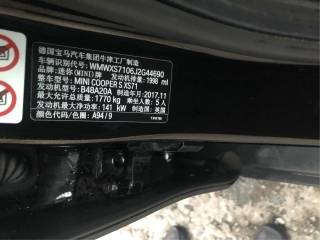 德国宝马汽车集团牛津工厂制造
车辆识别代号: WMWXS7106J2G44690
品牌: 迷你(MINI)牌 发动机排量: 1998 ml
整车型号: MINI COOPER S XS71
发动机型号: B48A20A 制造年月: 2017.11
最大允许总质量: 1770 kg 乘坐人数: 5人
发动机最大净功率: 141 kW 制造国: 英国
颜色代码/色圈: A94/9